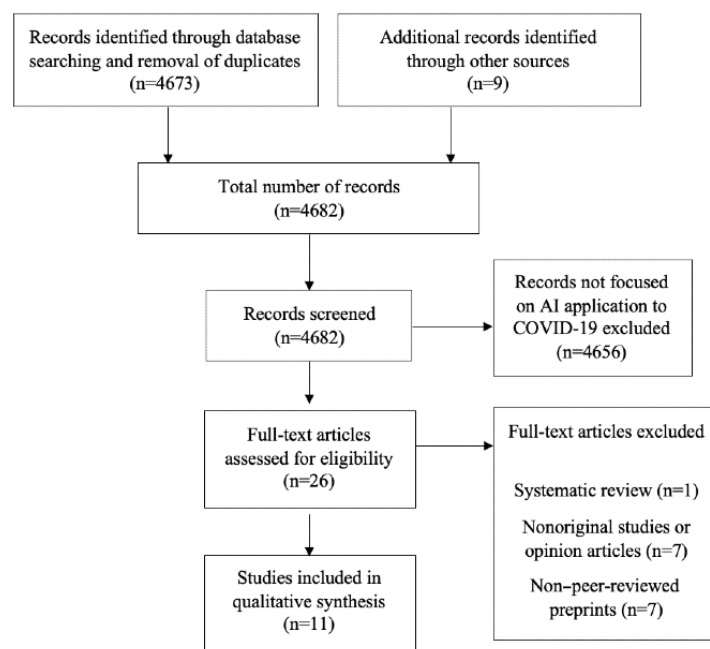 Records identified through database
searching and removal of duplicates
(n=4673)
Additional records identified
through other sources
(n=9)
Total number of records
(n=4682)
Records screened
(n=4682)
Records not focused
on AI application to
COVID-19 excluded
(n=4656)
Full-text articles
assessed for eligibility
(n=26)
Full-text articles excluded
Systematic review (n=1)
Nonoriginal studies or
opinion articles (n=7)
Non–peer-reviewed
preprints (n=7)
Studies included in
qualitative synthesis
(n=11)